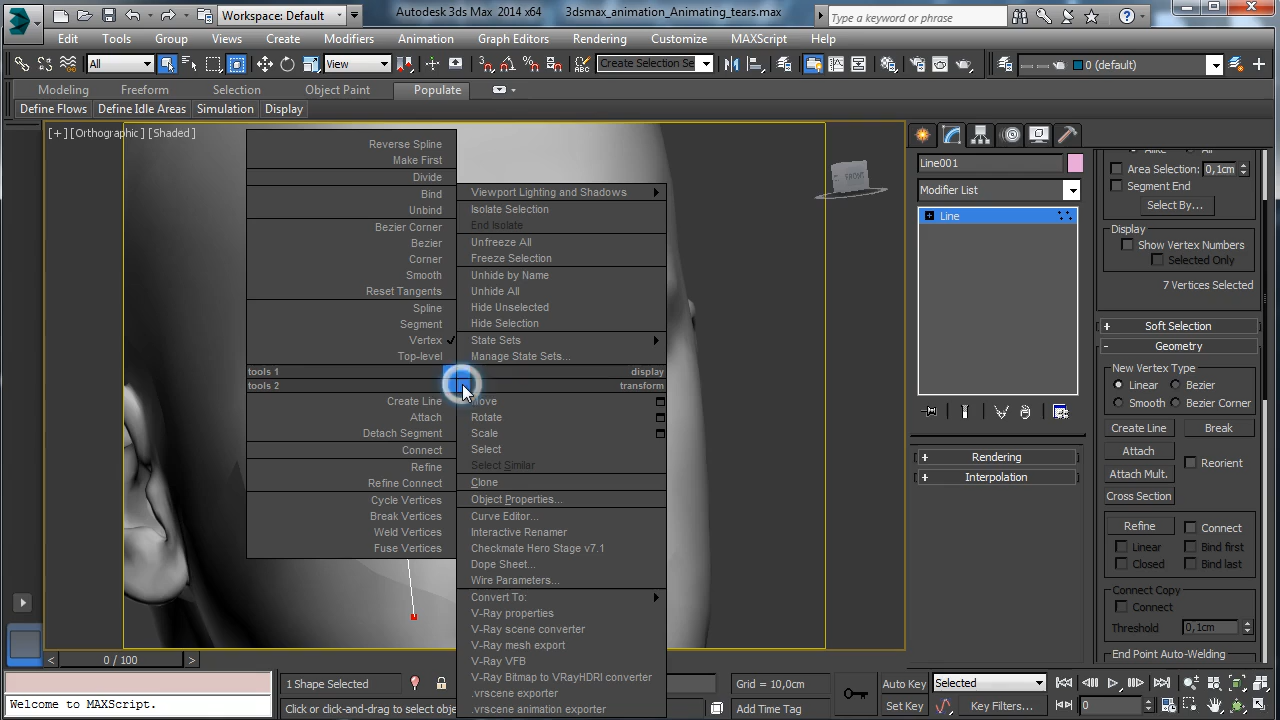 Workspace: Default
Autodesk 3ds Max 2014 x64
3dsmax_animation_Animating_tears.max
Type a keyword or phrase
Edit
Tools
Group
Views
Create
Modifiers
Animation
Graph Editors
Rendering
Customize
MAXScript
Help
All
View
Create Selection Se
0 (default)
Modeling
Freeform
Selection
Object Paint
Populate
Define Flows
Define Idle Areas
Simulation
Display
[+] [Orthographic] [Shaded]
Reverse Spline
Make First
Divide
Bind
Unbind
Bezier Corner
Bezier
Corner
Smooth
Reset Tangents
Spline
Segment
Vertex
Top-level
tools 1
tools 2
Create Line
Attach
Detach Segment
Connect
Refine
Refine Connect
Cycle Vertices
Break Vertices
Weld Vertices
Fuse Vertices
Viewport Lighting and Shadows
Isolate Selection
End Isolate
Unfreeze All
Freeze Selection
Unhide by Name
Unhide All
Hide Unselected
Hide Selection
State Sets
Manage State Sets...
display
transform
Move
Rotate
Scale
Select
Select Similar
Clone
Object Properties...
Curve Editor...
Interactive Renamer
Checkmate Hero Stage v7.1
Dope Sheet...
Wire Parameters...
Convert To:
V-Ray properties
V-Ray scene converter
V-Ray mesh export
V-Ray VFB
V-Ray Bitmap to VRayHDRI converter
.vrscene exporter
.vrscene animation exporter
Line001
Modifier List
Line
Rendering
Interpolation
Area Selection: 0,1cm
Segment End
Select By...
Display
Show Vertex Numbers
Selected Only
7 Vertices Selected
Soft Selection
Geometry
New Vertex Type
Linear
Bezier
Smooth
Bezier Corner
Create Line
Break
Attach
Attach Mult.
Reorient
Cross Section
Refine
Connect
Linear
Bind first
Closed
Bind last
Connect Copy
Connect
Threshold 0,1cm
End Point Auto-Welding
0 / 100
Welcome to MAXScript.
1 Shape Selected
Click or click-and-drag to select obje
Grid = 10,0cm
Add Time Tag
Auto Key
Selected
Set Key
Key Filters...
0